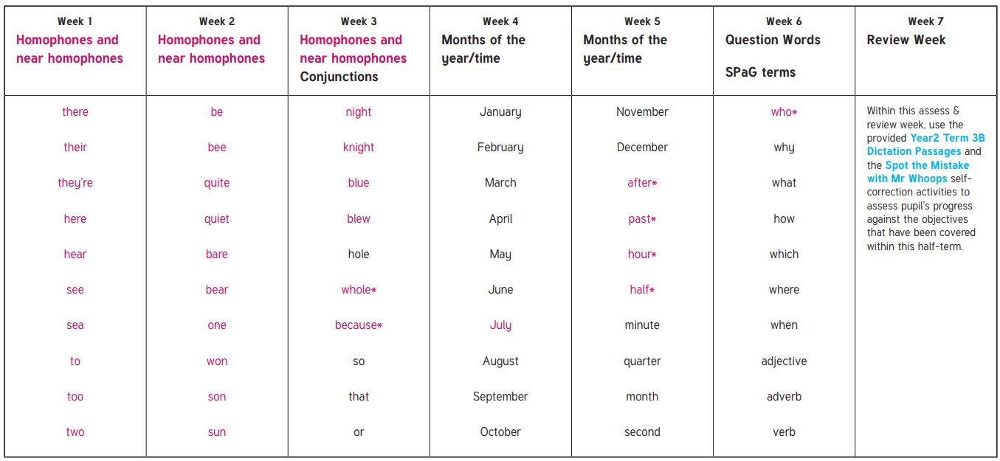 Week 1
Homophones and
near homophones
there
their
they're
here
hear
see
sea
to
too
two
Week 2
Homophones and
near homophones
be
bee
quite
quiet
bare
bear
one
won
son
sun
Week 3
Homophones and
near homophones
Conjunctions
night
knight
blue
blew
hole
whole*
because*
so
that
or
Week 4
Months of the
year/time
January
February
March
April
May
June
July
August
September
October
Week 5
Months of the
year/time
November
December
after*
past*
hour*
half*
minute
quarter
month
second
Week 6
Question Words
SPaG terms
who*
why
what
how
which
where
when
adjective
adverb
verb
Week 7
Review Week
Within this assess &
review week, use the
provided Year2 Term 3B
Dictation Passages and
the Spot the Mistake
with Mr Whoops self-
correction activities to
assess pupil's progress
against the objectives
that have been covered
within this half-term.